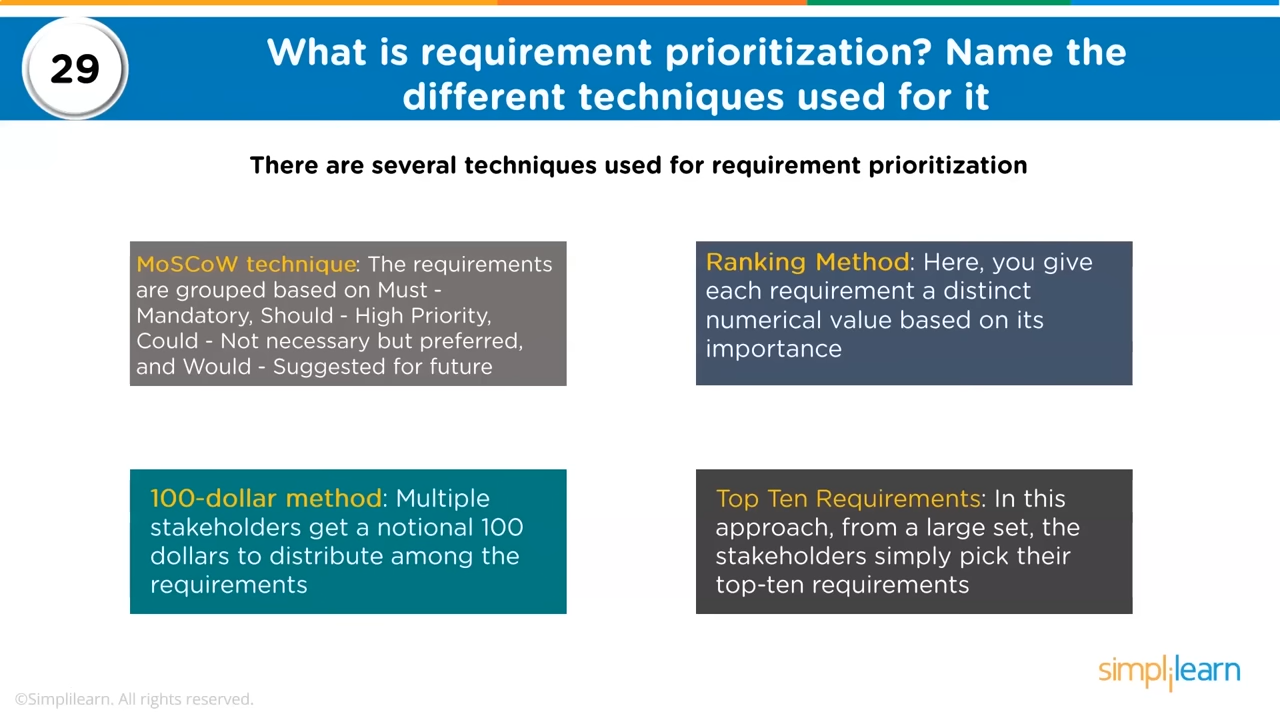 29
What is requirement prioritization? Name the
different techniques used for it
There are several techniques used for requirement prioritization
MoSCoW technique: The requirements
are grouped based on Must -
Mandatory, Should - High Priority,
Could - Not necessary but preferred,
and Would - Suggested for future
Ranking Method: Here, you give
each requirement a distinct
numerical value based on its
importance
100-dollar method: Multiple
stakeholders get a notional 100
dollars to distribute among the
requirements
Top Ten Requirements: In this
approach, from a large set, the
stakeholders simply pick their
top-ten requirements
simplilearn
©Simplilearn. All rights reserved.